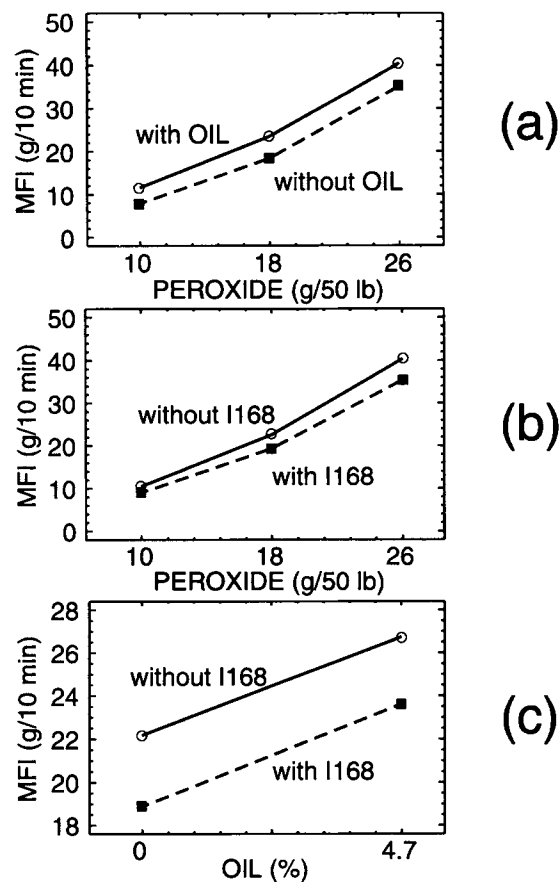 50
40
30
20
10
0
MFI (g/10 min)
with OIL
without OIL
10 18 26
PEROXIDE (g/50 lb)
(a)
50
40
30
20
10
0
MFI (g/10 min)
without I168
with I168
10 18 26
PEROXIDE (g/50 lb)
(b)
28
26
24
22
20
19
18
MFI (g/10 min)
without I168
with I168
0 4.7
OIL (%)
(c)